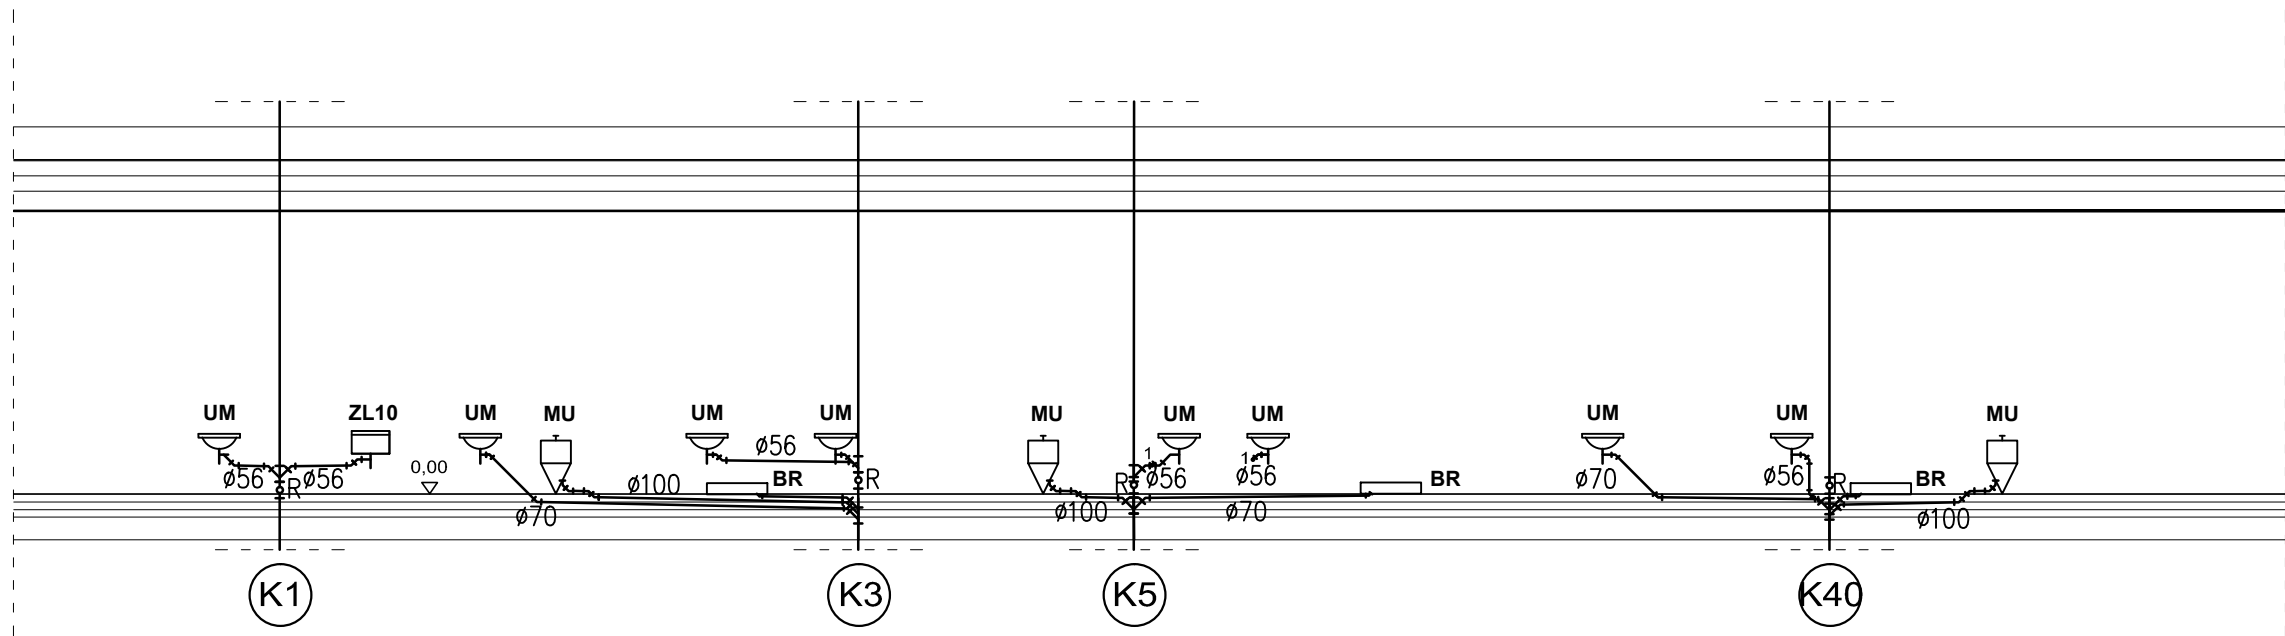 UM ZL10 UM MU UM UM MU UM UM UM UM MU
ø56 1 1
0,00
ø56 ø56 ø56 ø56 ø70 ø56
R R R R
ø100 BR BR BR
ø70 ø100 ø70 ø100
K1 K3 K5 K40